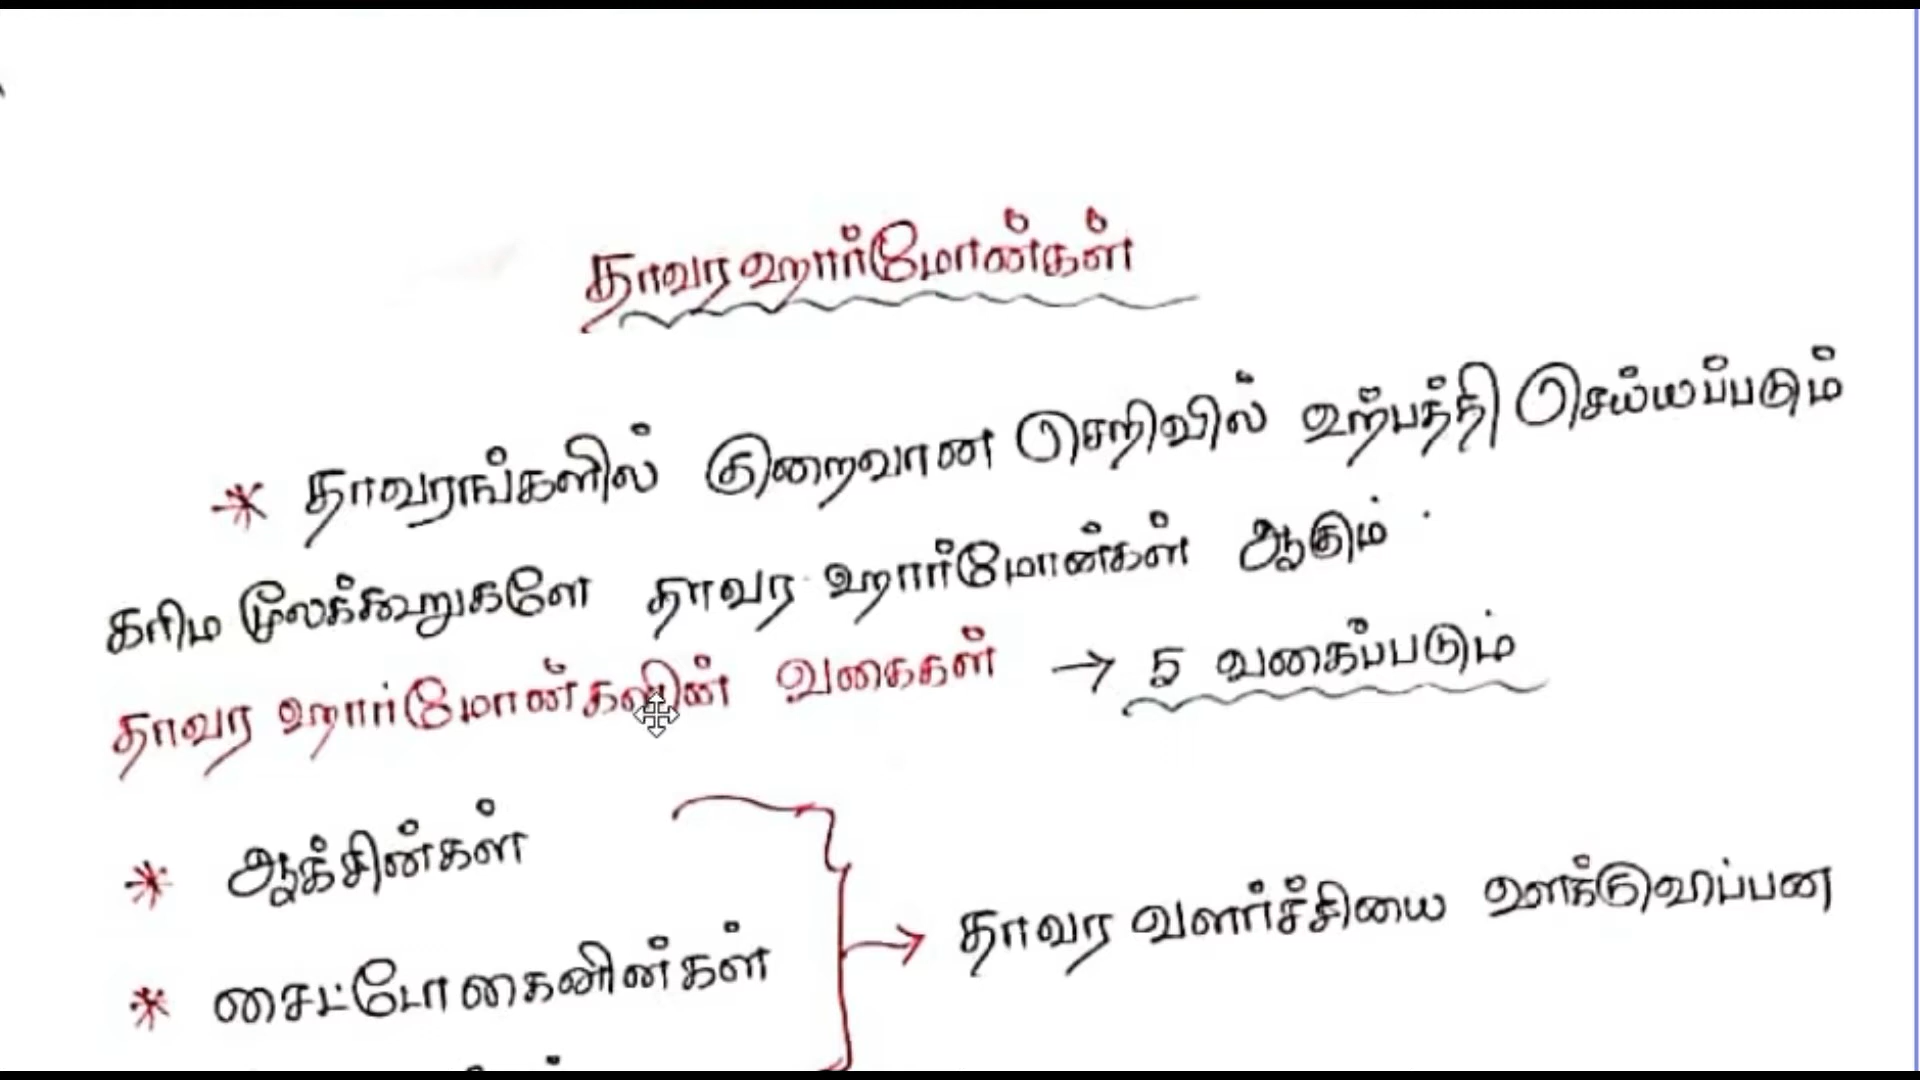 தாவர ஹார்மோன்கள்
* தாவரங்களில் குறைவான செறிவில் உற்பத்தி செய்யப்படும்
கரிம மூலக்கூறுகளே தாவர ஹார்மோன்கள் ஆகும்.
தாவர ஹார்மோன்களின் வகைகள் → 5 வகைப்படும்
* ஆக்சின்கள்
→ தாவர வளர்ச்சியை ஊக்குவிப்பன
* சைட்டோகைனின்கள்